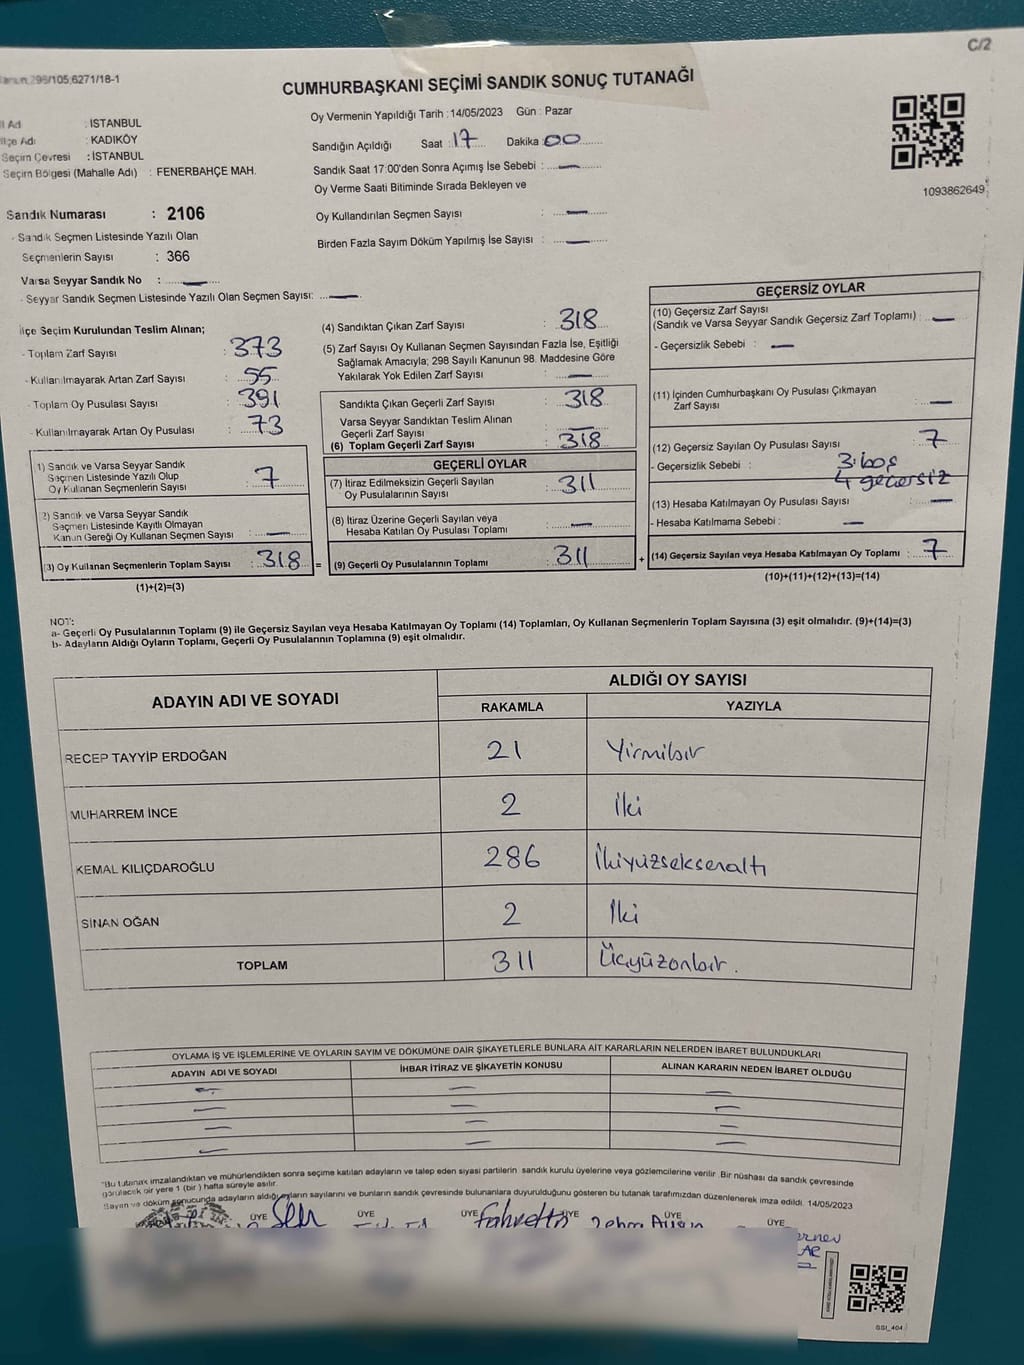 C/2
298/105,6271/18-1
CUMHURBAŞKANI SEÇİMİ SANDIK SONUÇ TUTANAĞI
İl Adı : İSTANBUL
İlçe Adı : KADIKÖY
Seçim Çevresi : İSTANBUL
Seçim Bölgesi (Mahalle Adı) : FENERBAHÇE MAH.
Oy Vermenin Yapıldığı Tarih : 14/05/2023 Gün : Pazar
Sandığın Açıldığı Saat : 17 Dakika : 00
Sandık Saat 17:00'den Sonra Açımış İse Sebebi : —
Oy Verme Saati Bitiminde Sırada Bekleyen ve
Oy Kullandırılan Seçmen Sayısı : —
Birden Fazla Sayım Döküm Yapılmış İse Sayısı : —
1093862649
Sandık Numarası : 2106
- Sandık Seçmen Listesinde Yazılı Olan
Seçmenlerin Sayısı : 366
Varsa Seyyar Sandık No : —
- Seyyar Sandık Seçmen Listesinde Yazılı Olan Seçmen Sayısı: —
İlçe Seçim Kurulundan Teslim Alınan;
- Toplam Zarf Sayısı : 373
- Kullanılmayarak Artan Zarf Sayısı : 55
- Toplam Oy Pusulası Sayısı : 391
- Kullanılmayarak Artan Oy Pusulası : 73
1) Sandık ve Varsa Seyyar Sandık
Seçmen Listesinde Yazılı Olup
Oy Kullanan Seçmenlerin Sayısı : 7
2) Sandık ve Varsa Seyyar Sandık
Seçmen Listesinde Kayıtlı Olmayan
Kanun Gereği Oy Kullanan Seçmen Sayısı : —
(3) Oy Kullanan Seçmenlerin Toplam Sayısı : 318 =
(1)+(2)=(3)
(4) Sandıktan Çıkan Zarf Sayısı : 318
(5) Zarf Sayısı Oy Kullanan Seçmen Sayısından Fazla İse, Eşitliği
Sağlamak Amacıyla; 298 Sayılı Kanunun 98. Maddesine Göre
Yakılarak Yok Edilen Zarf Sayısı : —
Sandıkta Çıkan Geçerli Zarf Sayısı : 318
Varsa Seyyar Sandıktan Teslim Alınan
Geçerli Zarf Sayısı : —
(6) Toplam Geçerli Zarf Sayısı : 318
GEÇERLİ OYLAR
(7) İtiraz Edilmeksizin Geçerli Sayılan
Oy Pusulalarının Sayısı : 311
(8) İtiraz Üzerine Geçerli Sayılan veya
Hesaba Katılan Oy Pusulası Toplamı : —
(9) Geçerli Oy Pusulalarının Toplamı : 311 +
GEÇERSİZ OYLAR
(10) Geçersiz Zarf Sayısı
(Sandık ve Varsa Seyyar Sandık Geçersiz Zarf Toplamı) : —
- Geçersizlik Sebebi : —
(11) İçinden Cumhurbaşkanı Oy Pusulası Çıkmayan
Zarf Sayısı : —
(12) Geçersiz Sayılan Oy Pusulası Sayısı : 7
- Geçersizlik Sebebi : 3 boş
4 geçersiz
(13) Hesaba Katılmayan Oy Pusulası Sayısı : —
- Hesaba Katılmama Sebebi : —
(14) Geçersiz Sayılan veya Hesaba Katılmayan Oy Toplamı : 7
(10)+(11)+(12)+(13)=(14)
NOT:
a- Geçerli Oy Pusulalarının Toplamı (9) ile Geçersiz Sayılan veya Hesaba Katılmayan Oy Toplamı (14) Toplamları, Oy Kullanan Seçmenlerin Toplam Sayısına (3) eşit olmalıdır. (9)+(14)=(3)
b- Adayların Aldığı Oyların Toplamı, Geçerli Oy Pusulalarının Toplamına (9) eşit olmalıdır.
ADAYIN ADI VE SOYADI ALDIĞI OY SAYISI
RAKAMLA YAZIYLA
RECEP TAYYİP ERDOĞAN 21 Yirmibir
MUHARREM İNCE 2 İki
KEMAL KILIÇDAROĞLU 286 İkiyüzseksenaltı
SİNAN OĞAN 2 İki
TOPLAM 311 Üçyüzonbir.
OYLAMA İŞ VE İŞLEMLERİNE VE OYLARIN SAYIM VE DÖKÜMÜNE DAİR ŞİKAYETLERLE BUNLARA AİT KARARLARIN NELERDEN İBARET BULUNDUKLARI
ADAYIN ADI VE SOYADI İHBAR İTİRAZ VE ŞİKAYETİN KONUSU ALINAN KARARIN NEDEN İBARET OLDUĞU
— — —
— — —
— — —
— — —
*Bu tutanak imzalandıktan ve mühürlendikten sonra seçime katılan adayların ve talep eden siyasi partilerin sandık kurulu üyelerine veya gözlemcilerine verilir. Bir nüshası da sandık çevresinde
görülecek bir yere 1 (bir) hafta süreyle asılır.
Sayım ve döküm sonucunda adayların aldığı oyların sayılarını ve bunların sandık çevresinde bulunanlara duyurulduğunu gösteren bu tutanak tarafımızdan düzenlenerek imza edildi. 14/05/2023
ÜYE ÜYE ÜYE ÜYE ÜYE ÜYE
Fahrettin
SSI_404